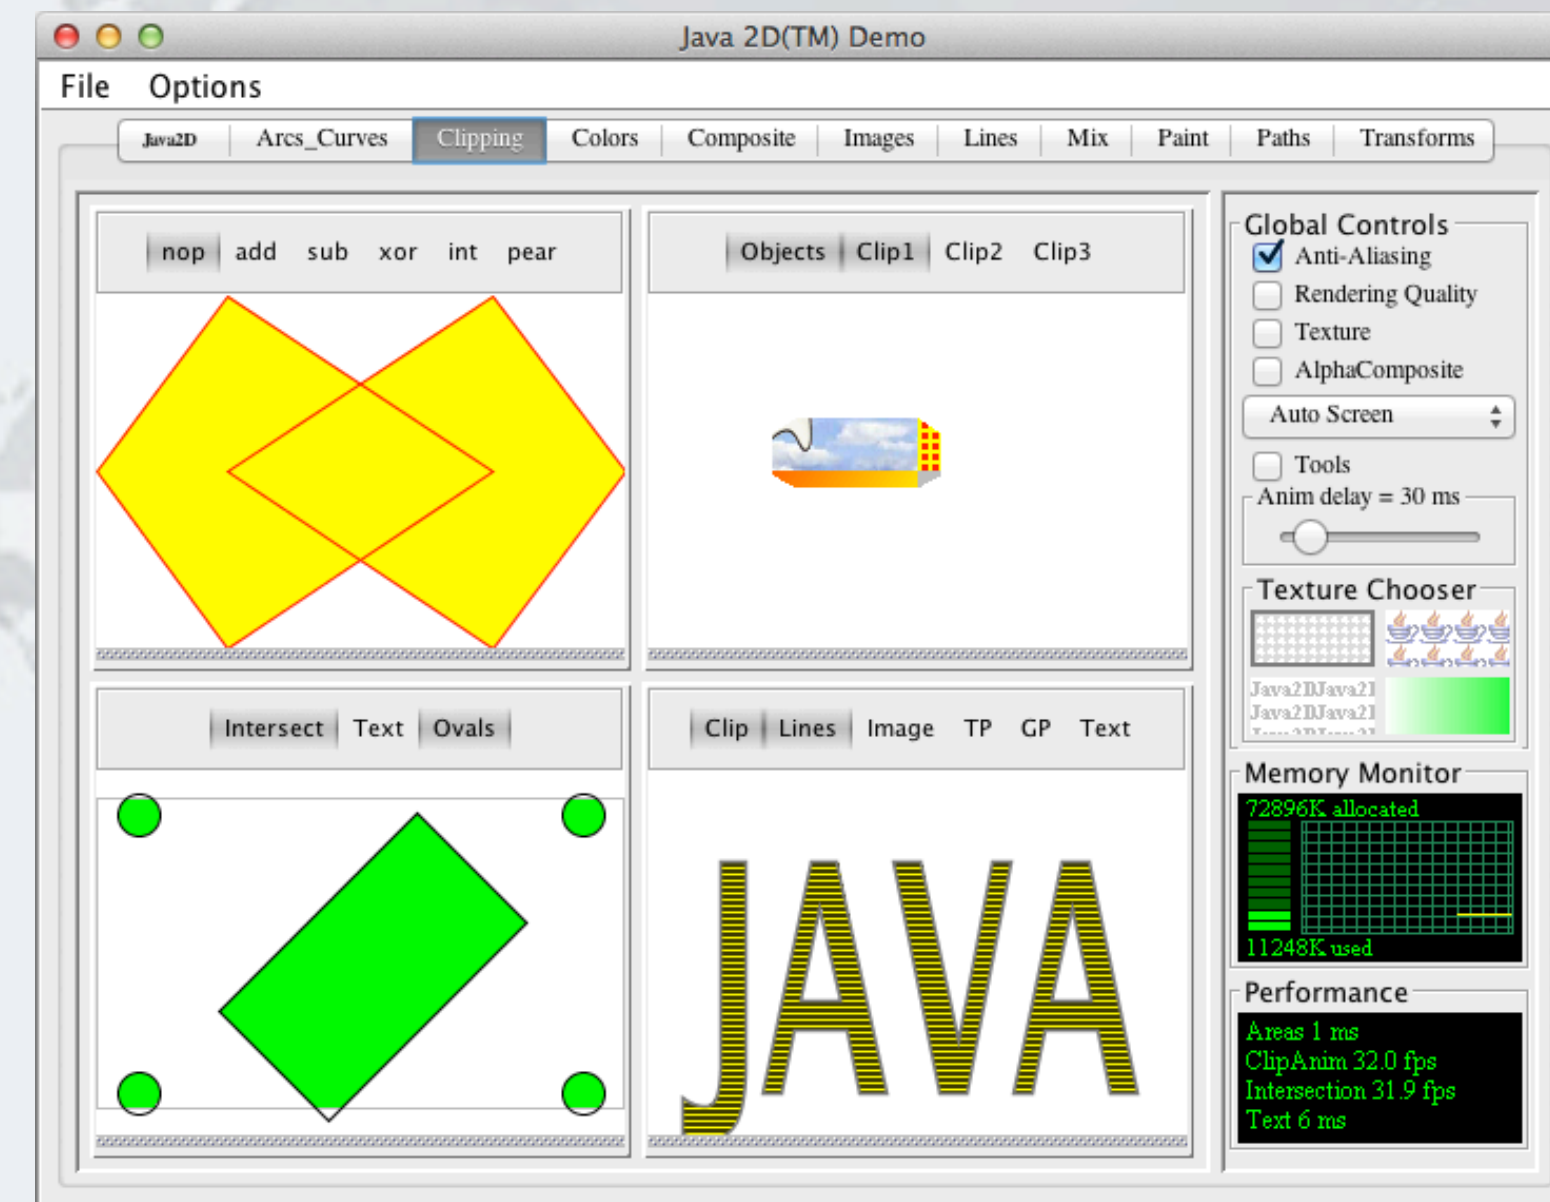 Java 2D(TM) Demo
File Options
Java2D Arcs_Curves Clipping Colors Composite Images Lines Mix Paint Paths Transforms
nop add sub xor int pear
Objects Clip1 Clip2 Clip3
Intersect Text Ovals
Clip Lines Image TP GP Text
JAVA
Global Controls
Anti-Aliasing
Rendering Quality
Texture
AlphaComposite
Auto Screen
Tools
Anim delay = 30 ms
Texture Chooser
Java2DJava2I
Java2DJava2I
Memory Monitor
72896K allocated
11248K used
Performance
Areas 1 ms
ClipAnim 32.0 fps
Intersection 31.9 fps
Text 6 ms